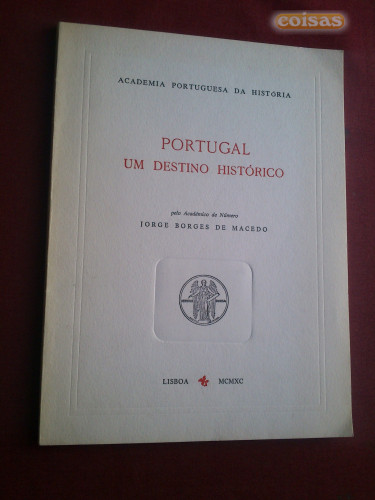 coisas
ACADEMIA PORTUGUESA DA HISTÓRIA
PORTUGAL
UM DESTINO HISTÓRICO
pelo Académico de Número
JORGE BORGES DE MACEDO
LISBOA MCMXC